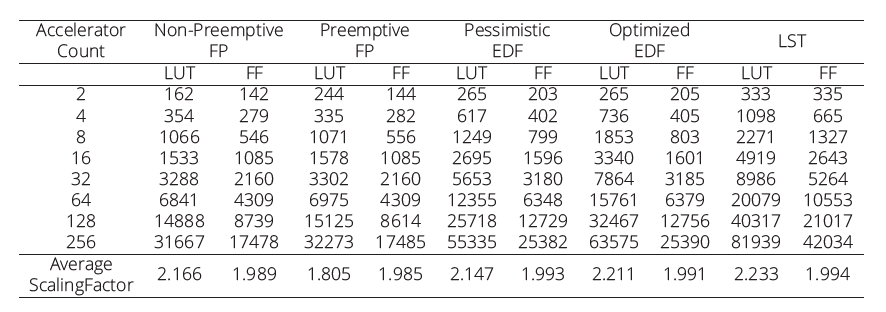 Accelerator Non-Preemptive Preemptive Pessimistic Optimized LST
Count FP FP EDF EDF
LUT FF LUT FF LUT FF LUT FF LUT FF
2 162 142 244 144 265 203 265 205 333 335
4 354 279 335 282 617 402 736 405 1098 665
8 1066 546 1071 556 1249 799 1853 803 2271 1327
16 1533 1085 1578 1085 2695 1596 3340 1601 4919 2643
32 3288 2160 3302 2160 5653 3180 7864 3185 8986 5264
64 6841 4309 6975 4309 12355 6348 15761 6379 20079 10553
128 14888 8739 15125 8614 25718 12729 32467 12756 40317 21017
256 31667 17478 32273 17485 55335 25382 63575 25390 81939 42034
Average
ScalingFactor 2.166 1.989 1.805 1.985 2.147 1.993 2.211 1.991 2.233 1.994